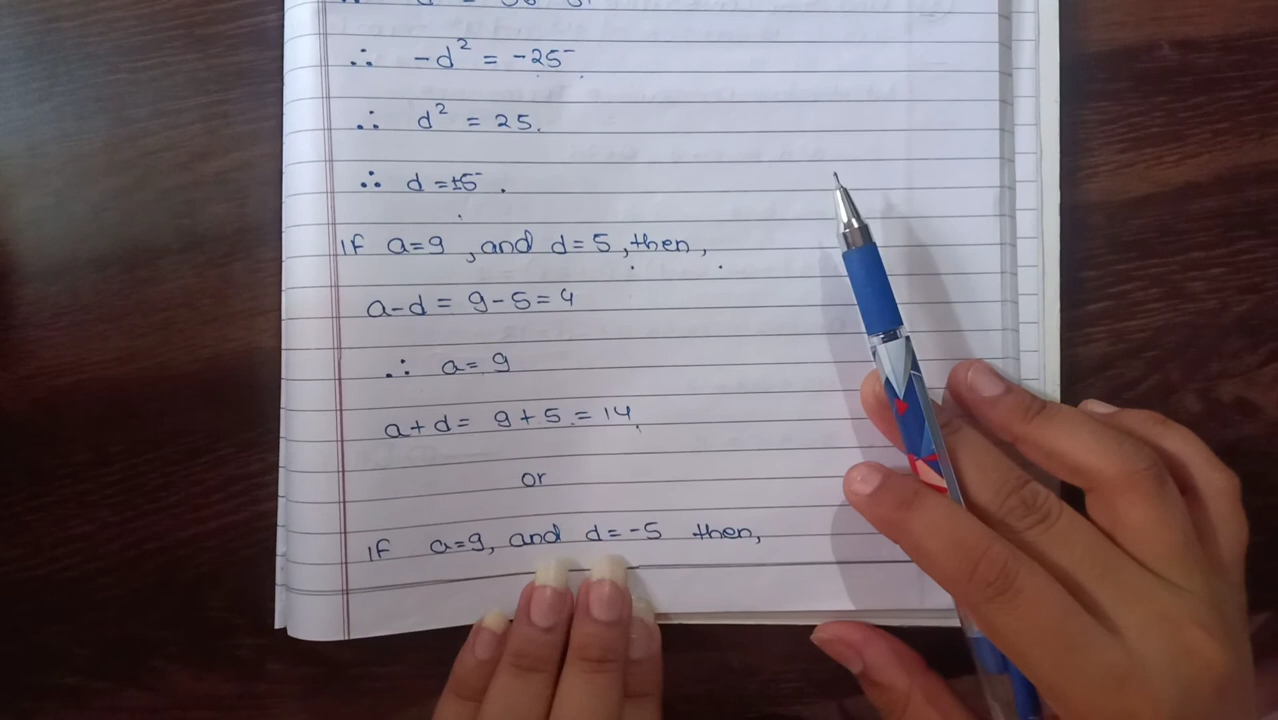 ∴ -d² = -25
∴ d² = 25.
∴ d = ±5.
If a=9, and d=5, then,
a-d = 9-5=4
∴ a= 9
a+d= 9+5=14
or
If a=9, and d=-5 then,